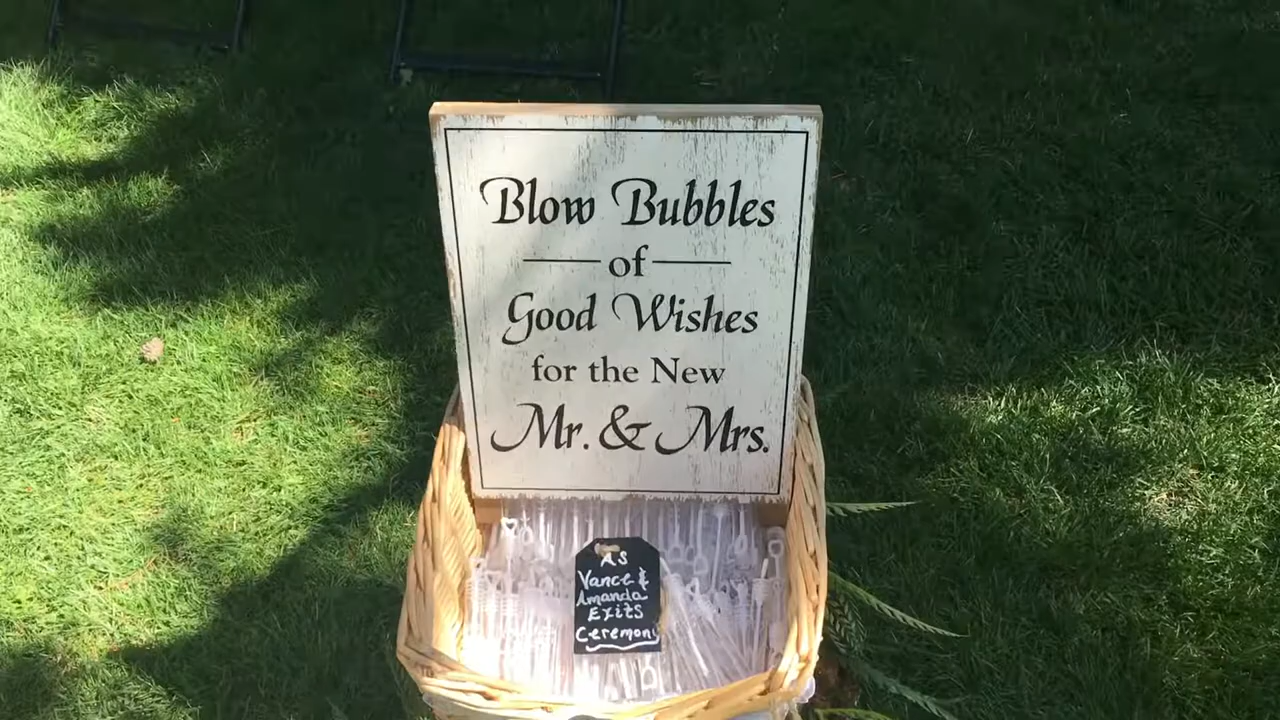 Blow Bubbles
of
Good Wishes
for the New
Mr. & Mrs.
As
Vance &
Amanda
Exits
Ceremony